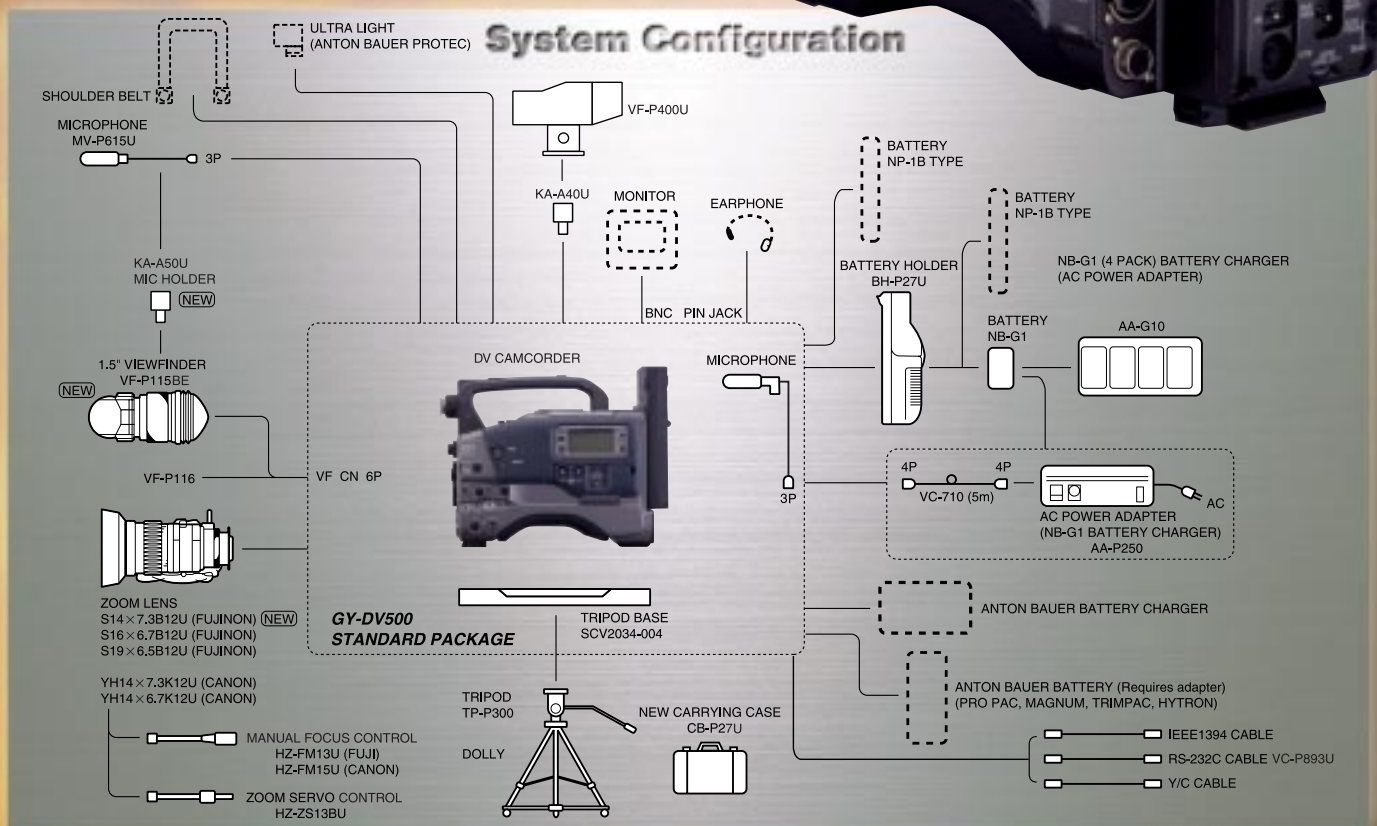 System Configuration
ULTRA LIGHT
(ANTON BAUER PROTEC)
SHOULDER BELT
MICROPHONE
MV-P615U
3P
VF-P400U
KA-A40U
MONITOR
EARPHONE
BATTERY
NP-1B TYPE
BATTERY
NP-1B TYPE
KA-A50U
MIC HOLDER
NEW
BATTERY HOLDER
BH-P27U
NB-G1 (4 PACK) BATTERY CHARGER
(AC POWER ADAPTER)
BNC PIN JACK
BATTERY
NB-G1
AA-G10
1.5" VIEWFINDER
VF-P115BE
NEW
DV CAMCORDER
MICROPHONE
3P
VF-P116
VF CN 6P
4P
4P
VC-710 (5m)
AC
AC POWER ADAPTER
(NB-G1 BATTERY CHARGER)
AA-P250
ZOOM LENS
S14×7.3B12U (FUJINON) NEW
S16×6.7B12U (FUJINON)
S19×6.5B12U (FUJINON)
YH14×7.3K12U (CANON)
YH14×6.7K12U (CANON)
GY-DV500
STANDARD PACKAGE
TRIPOD BASE
SCV2034-004
ANTON BAUER BATTERY CHARGER
ANTON BAUER BATTERY (Requires adapter)
(PRO PAC, MAGNUM, TRIMPAC, HYTRON)
MANUAL FOCUS CONTROL
HZ-FM13U (FUJI)
HZ-FM15U (CANON)
ZOOM SERVO CONTROL
HZ-ZS13BU
TRIPOD
TP-P300
DOLLY
NEW CARRYING CASE
CB-P27U
IEEE1394 CABLE
RS-232C CABLE VC-P893U
Y/C CABLE